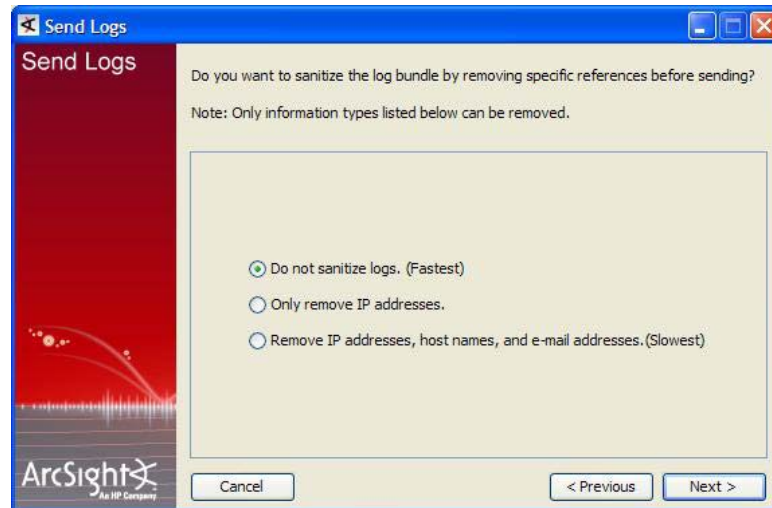 Send Logs
Send Logs
Do you want to sanitize the log bundle by removing specific references before sending?
Note: Only information types listed below can be removed.
Do not sanitize logs. (Fastest)
Only remove IP addresses.
Remove IP addresses, host names, and e-mail addresses.(Slowest)
ArcSight
An HP Company
Cancel
< Previous
Next >